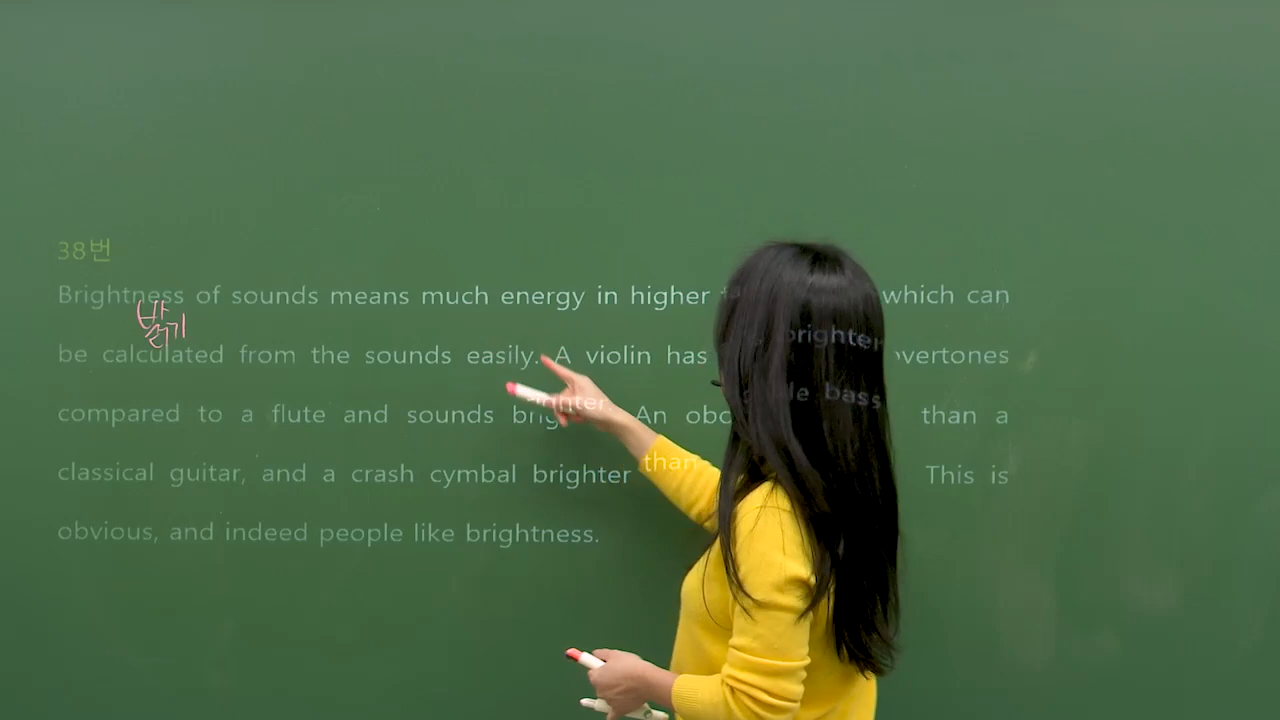 38번
Brightness of sounds means much energy in higher which can
밝기
be calculated from the sounds easily. A violin has brighter overtones
compared to a flute and sounds brighter. An than a
classical guitar, and a crash cymbal brighter than double bass This is
obvious, and indeed people like brightness.